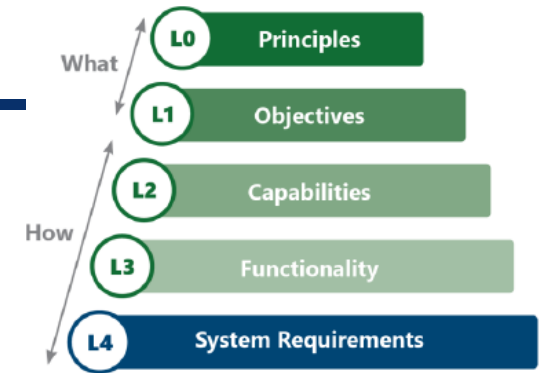 L0 Principles
What
L1 Objectives
L2 Capabilities
How
L3 Functionality
L4 System Requirements